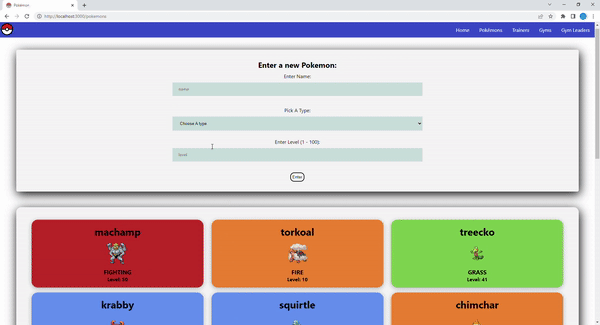 Pokemon
http://localhost:3000/pokemons
Home Pokémons Trainers Gyms Gym Leaders
Enter a new Pokemon:
Enter Name:
name
Pick A Type:
Choose A type
Enter Level (1 - 100):
level
Enter
machamp torkoal treecko
FIGHTING FIRE GRASS
Level: 30 Level: 10 Level: 41
krabby squirtle chimchar